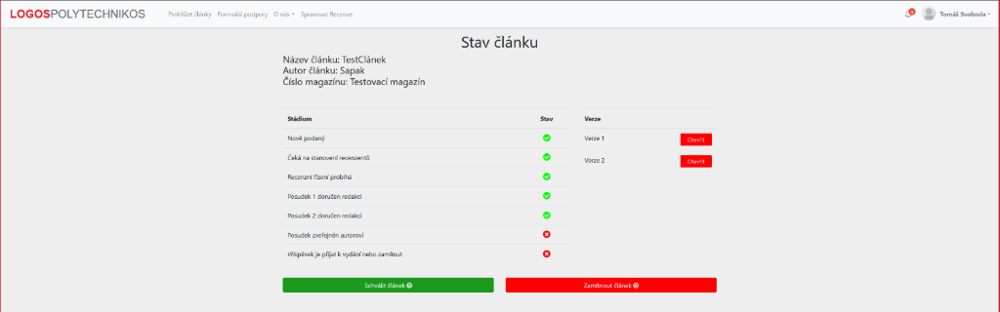 LOGOSPOLYTECHNIKOS Prohlížet články Formulář podpory O nás Spravovat Recenze Tomáš Svoboda
Stav článku
Název článku: TestČlánek
Autor článku: Sapak
Číslo magazínu: Testovací magazín
Stádium Stav Verze
Nově podaný Verze 1 Otevřít
Čeká na stanovení recenzentů Verze 2 Otevřít
Recenzní řízení probíhá
Posudek 1 doručen redakci
Posudek 2 doručen redakci
Posudek zveřejněn autorovi
Příspěvek je přijat k vydání nebo zamítnut
Schválit článek Zamítnout článek